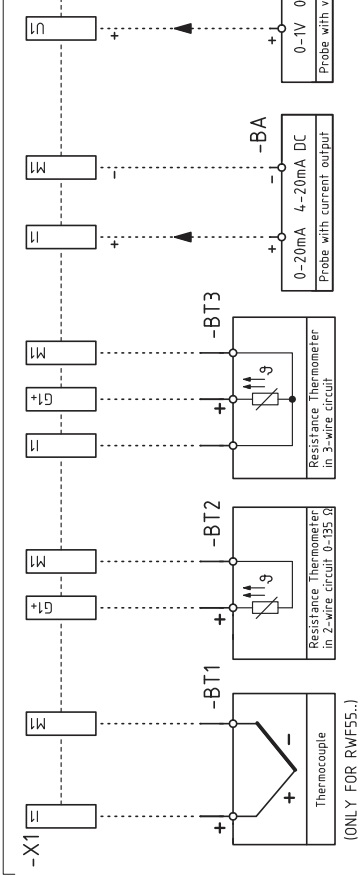 -X1
I1
M1
G1+
M1
I1
G1+
M1
I1
M1
U1
+
-
+
+
-BT1
+
-BT2
+
-BT3
+
-
-BA
+
+
-
ϑ
ϑ
Thermocouple
Resistance Thermometer
in 2-wire circuit 0-135 Ω
Resistance Thermometer
in 3-wire circuit
0-20mA 4-20mA DC
Probe with current output
0-1V 0
Probe with v
(ONLY FOR RWF55..)